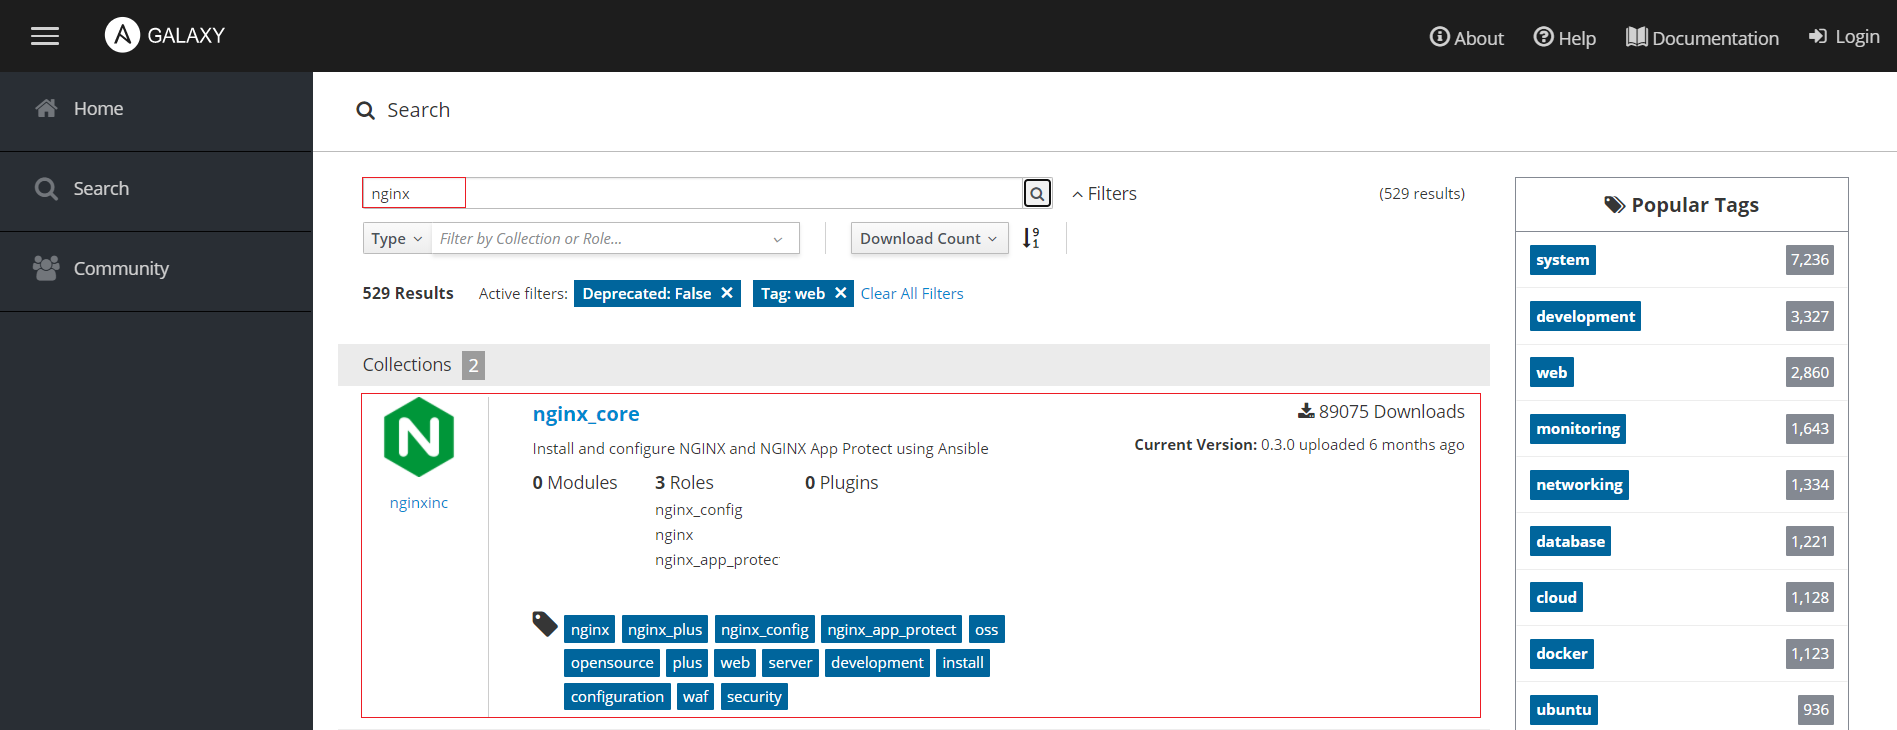 GALAXY
About Help Documentation Login
Home
Search
Community
Search
nginx
Filters
(529 results)
Type Filter by Collection or Role...
Download Count 9 1
529 Results Active filters: Deprecated: False ✕ Tag: web ✕ Clear All Filters
Collections 2
nginxinc
nginx_core
Install and configure NGINX and NGINX App Protect using Ansible
89075 Downloads
Current Version: 0.3.0 uploaded 6 months ago
0 Modules 3 Roles 0 Plugins
nginx_config
nginx
nginx_app_protec
nginx nginx_plus nginx_config nginx_app_protect oss
opensource plus web server development install
configuration waf security
Popular Tags
system 7,236
development 3,327
web 2,860
monitoring 1,643
networking 1,334
database 1,221
cloud 1,128
docker 1,123
ubuntu 936